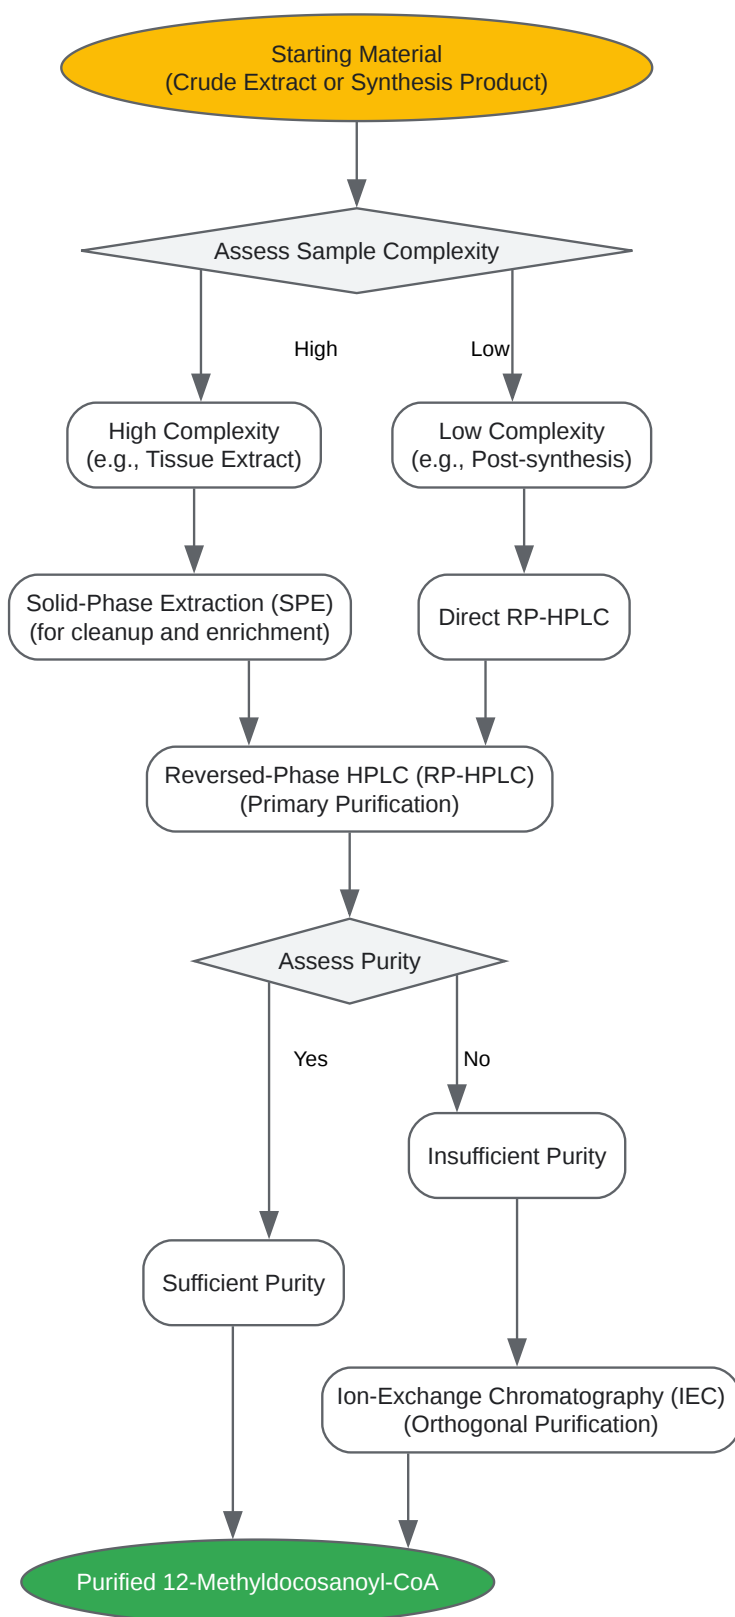 Starting Material
(Crude Extract or Synthesis Product)
Assess Sample Complexity
High
Low
High Complexity
(e.g., Tissue Extract)
Low Complexity
(e.g., Post-synthesis)
Solid-Phase Extraction (SPE)
(for cleanup and enrichment)
Direct RP-HPLC
Reversed-Phase HPLC (RP-HPLC)
(Primary Purification)
Assess Purity
Yes
No
Insufficient Purity
Sufficient Purity
Ion-Exchange Chromatography (IEC)
(Orthogonal Purification)
Purified 12-Methyldocosanoyl-CoA